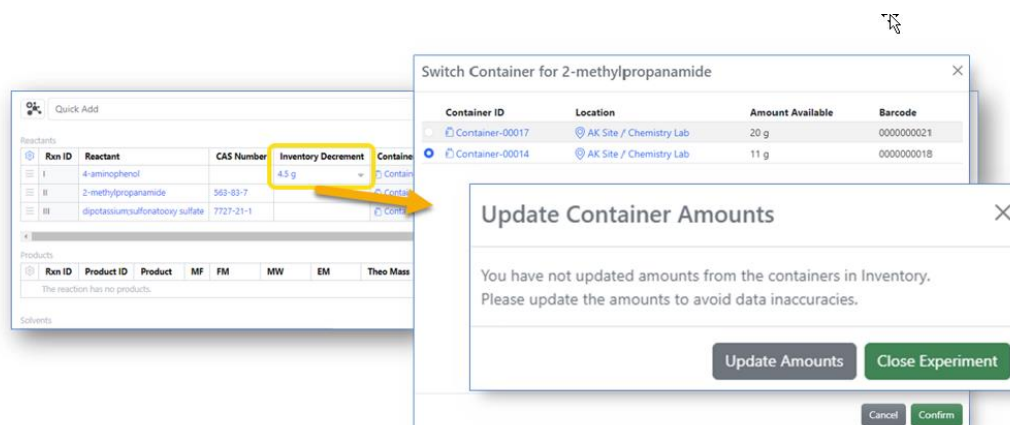 Quick Add
Reactants
Rxn ID Reactant CAS Number Inventory Decrement Containe
I 4-aminophenol 4.5 g Contain
II 2-methylpropanamide 563-83-7 Contain
III dipotassium;sulfonatooxy sulfate 7727-21-1 Conta
Products
Rxn ID Product ID Product MF FM MW EM Theo Mass
The reaction has no products.
Solvents
Switch Container for 2-methylpropanamide
Container ID Location Amount Available Barcode
Container-00017 AK Site / Chemistry Lab 20 g 0000000021
Container-00014 AK Site / Chemistry Lab 11 g 0000000018
Update Container Amounts
You have not updated amounts from the containers in Inventory.
Please update the amounts to avoid data inaccuracies.
Update Amounts Close Experiment
Cancel Confirm